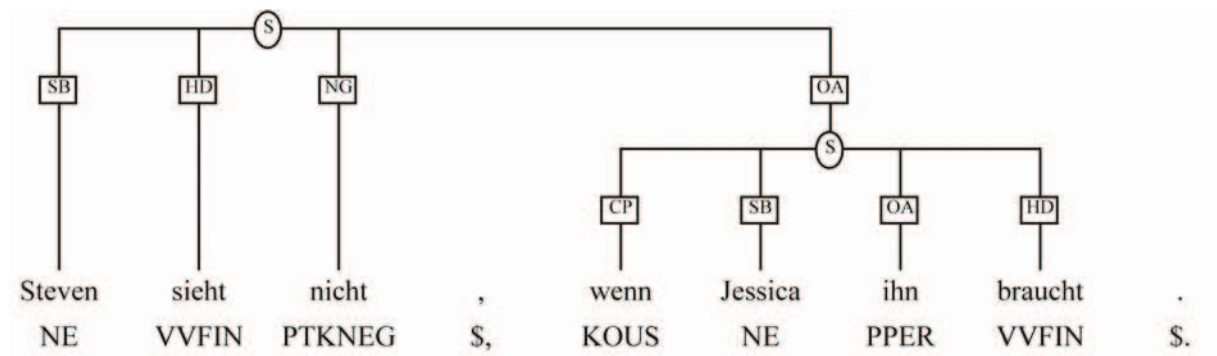 S
SB HD NG OA
S
CP SB OA HD
Steven sieht nicht , wenn Jessica ihn braucht .
NE VVFIN PTKNEG $, KOUS NE PPER VVFIN $.